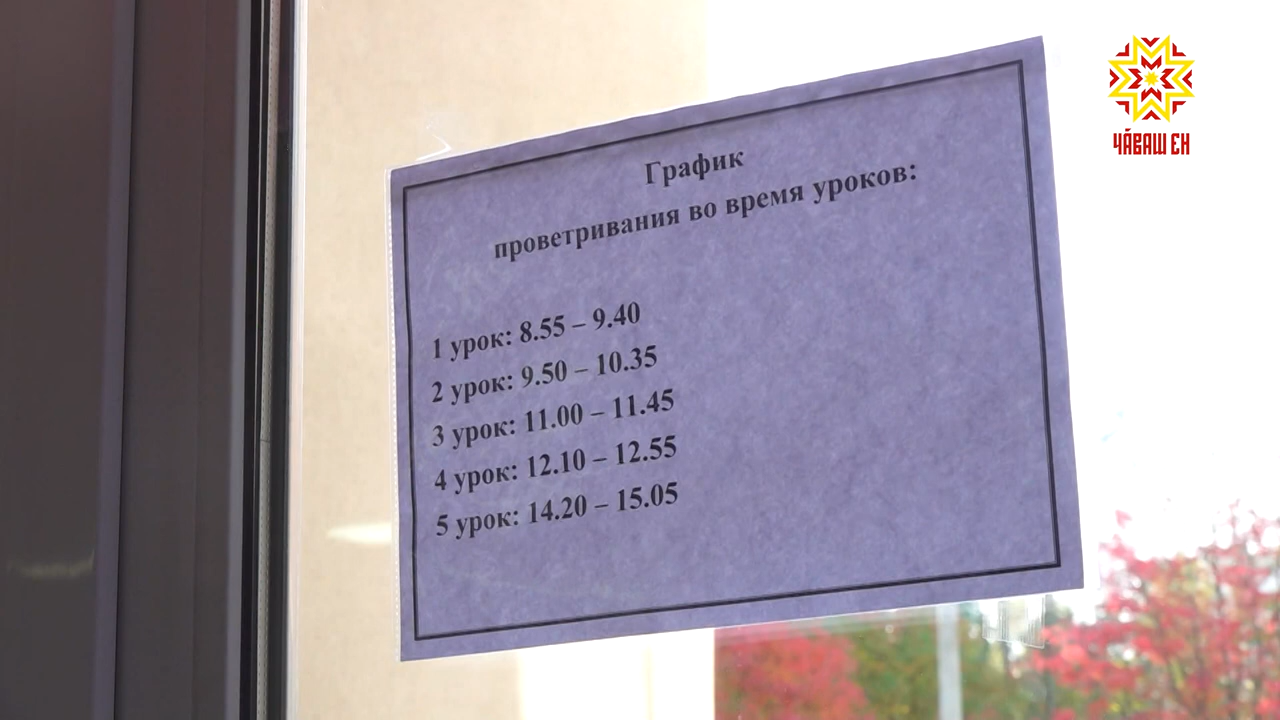 График
проветривания во время уроков:
1 урок: 8.55 – 9.40
2 урок: 9.50 – 10.35
3 урок: 11.00 – 11.45
4 урок: 12.10 – 12.55
5 урок: 14.20 – 15.05
ЧӐВАШ ЕН